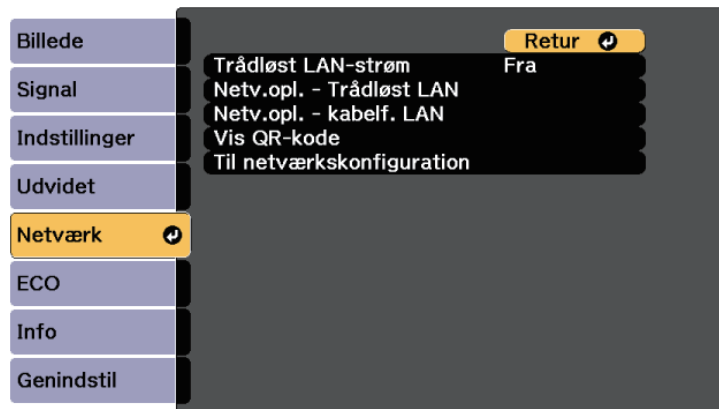 Billede
Signal
Indstillinger
Udvidet
Netværk
ECO
Info
Genindstil
Retur
Trådløst LAN-strøm Fra
Netv.opl. - Trådløst LAN
Netv.opl. - kabelf. LAN
Vis QR-kode
Til netværkskonfiguration